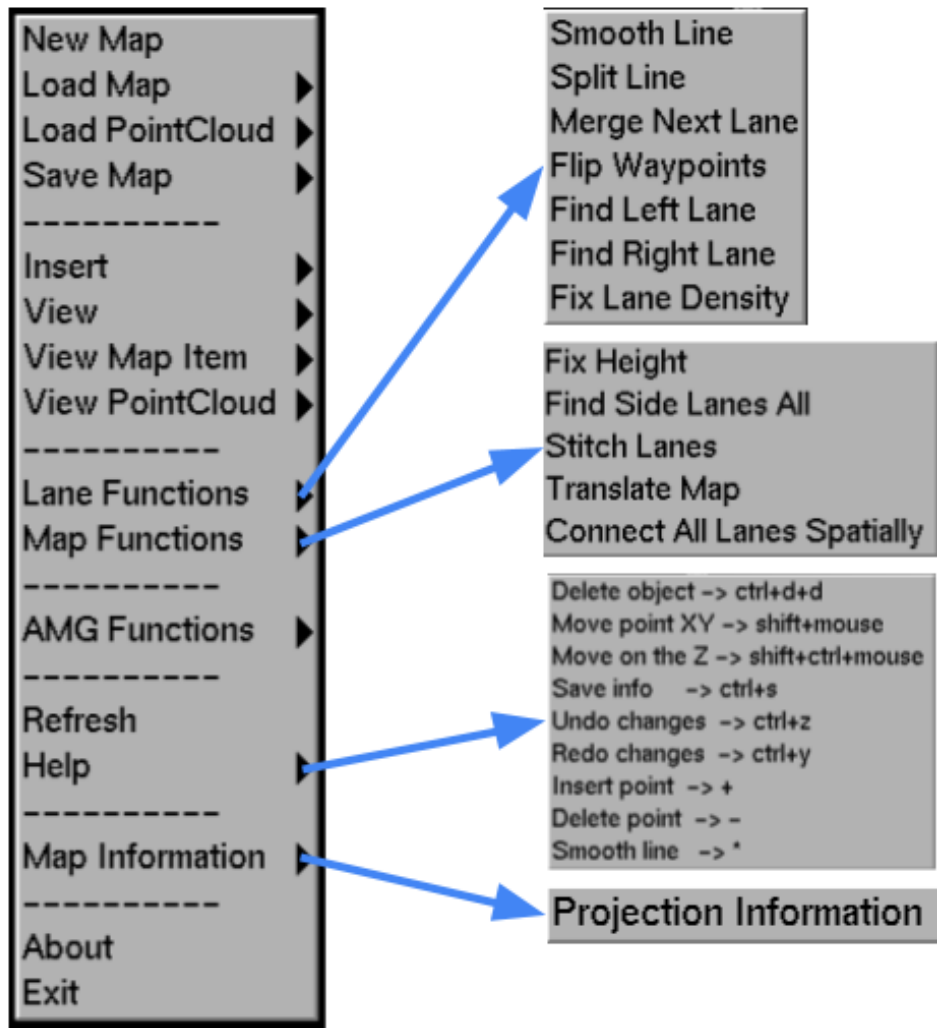 New Map
Load Map
Load PointCloud
Save Map
----------
Insert
View
View Map Item
View PointCloud
----------
Lane Functions
Map Functions
----------
AMG Functions
----------
Refresh
Help
----------
Map Information
----------
About
Exit
Smooth Line
Split Line
Merge Next Lane
Flip Waypoints
Find Left Lane
Find Right Lane
Fix Lane Density
Fix Height
Find Side Lanes All
Stitch Lanes
Translate Map
Connect All Lanes Spatially
Delete object -> ctrl+d+d
Move point XY -> shift+mouse
Move on the Z -> shift+ctrl+mouse
Save info -> ctrl+s
Undo changes -> ctrl+z
Redo changes -> ctrl+y
Insert point -> +
Delete point -> -
Smooth line -> *
Projection Information